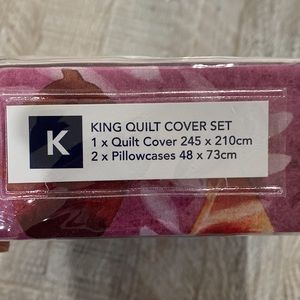 K
KING QUILT COVER SET
1 x Quilt Cover 245 x 210cm
2 x Pillowcases 48 x 73cm